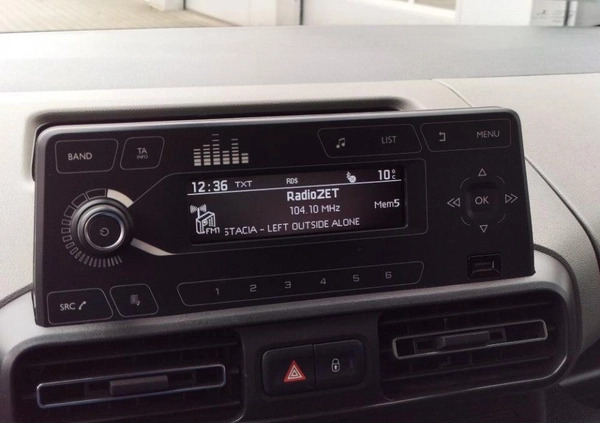 BAND
TA
INFO
LIST
MENU
12:36 TXT RDS 10°C
RadioZET
104.10 MHz
Mem5
FM1
STACIA - LEFT OUTSIDE ALONE
OK
SRC
1 2 3 4 5 6